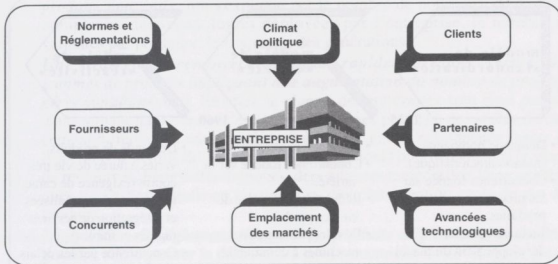 Normes et
Réglementations
Climat
politique
Clients
Fournisseurs
ENTREPRISE
Partenaires
Concurrents
Emplacement
des marchés
Avancées
technologiques